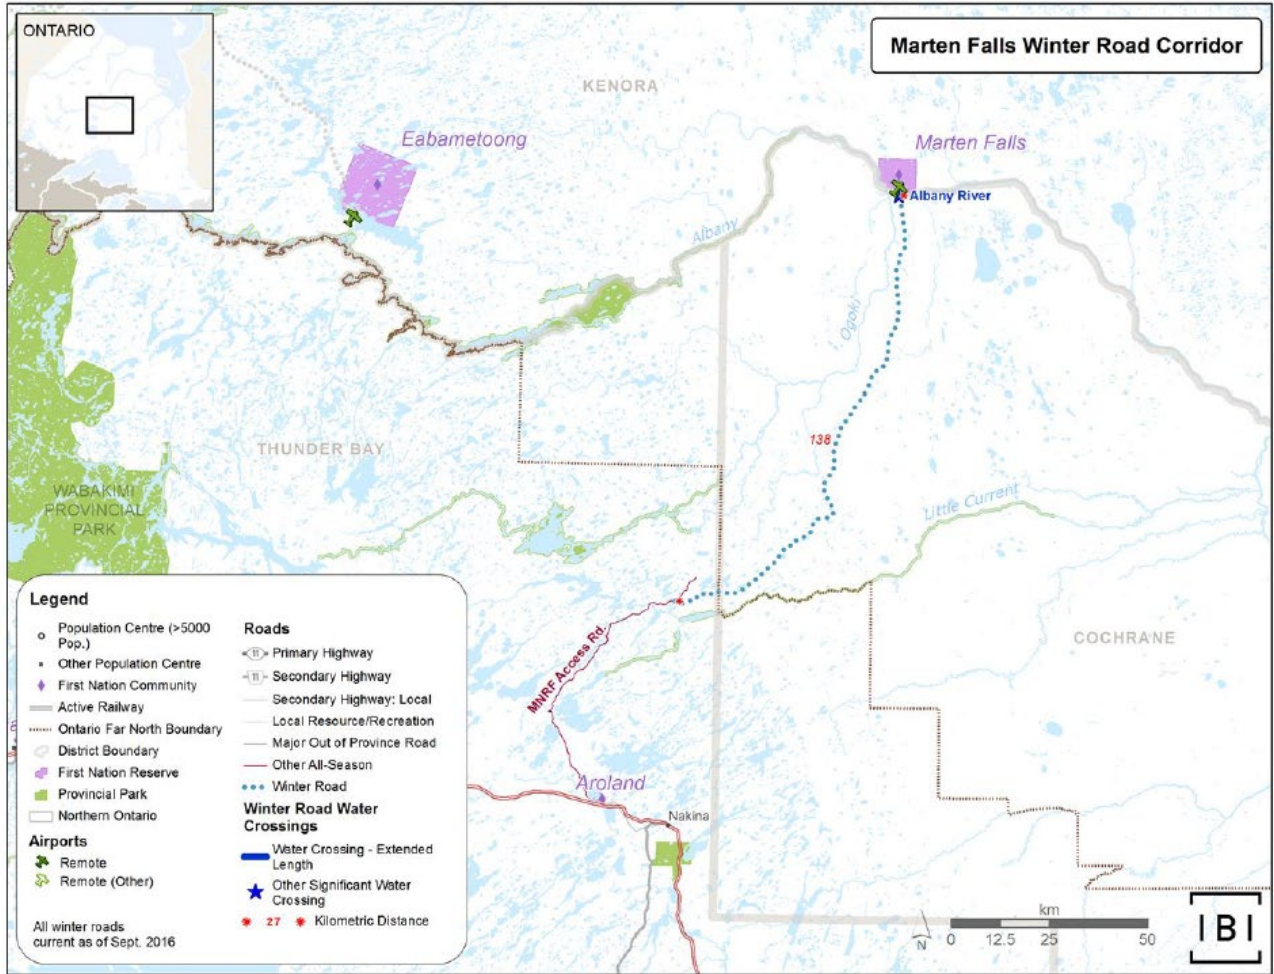 ONTARIO
Marten Falls Winter Road Corridor
KENORA
Eabametoong
Marten Falls
Albany River
Albany
Ogoki
138
THUNDER BAY
WABAKIMI
PROVINCIAL
PARK
Little Current
COCHRANE
MNRF Access Rd.
Aroland
Nakina
Legend
Population Centre (>5000
Pop.)
Other Population Centre
First Nation Community
Active Railway
Ontario Far North Boundary
District Boundary
First Nation Reserve
Provincial Park
Northern Ontario
Airports
Remote
Remote (Other)
All winter roads
current as of Sept. 2016
Roads
11 Primary Highway
11 Secondary Highway
Secondary Highway: Local
Local Resource/Recreation
Major Out of Province Road
Other All-Season
Winter Road
Winter Road Water
Crossings
Water Crossing - Extended
Length
Other Significant Water
Crossing
27 Kilometric Distance
N
km
0 12.5 25 50
IBI